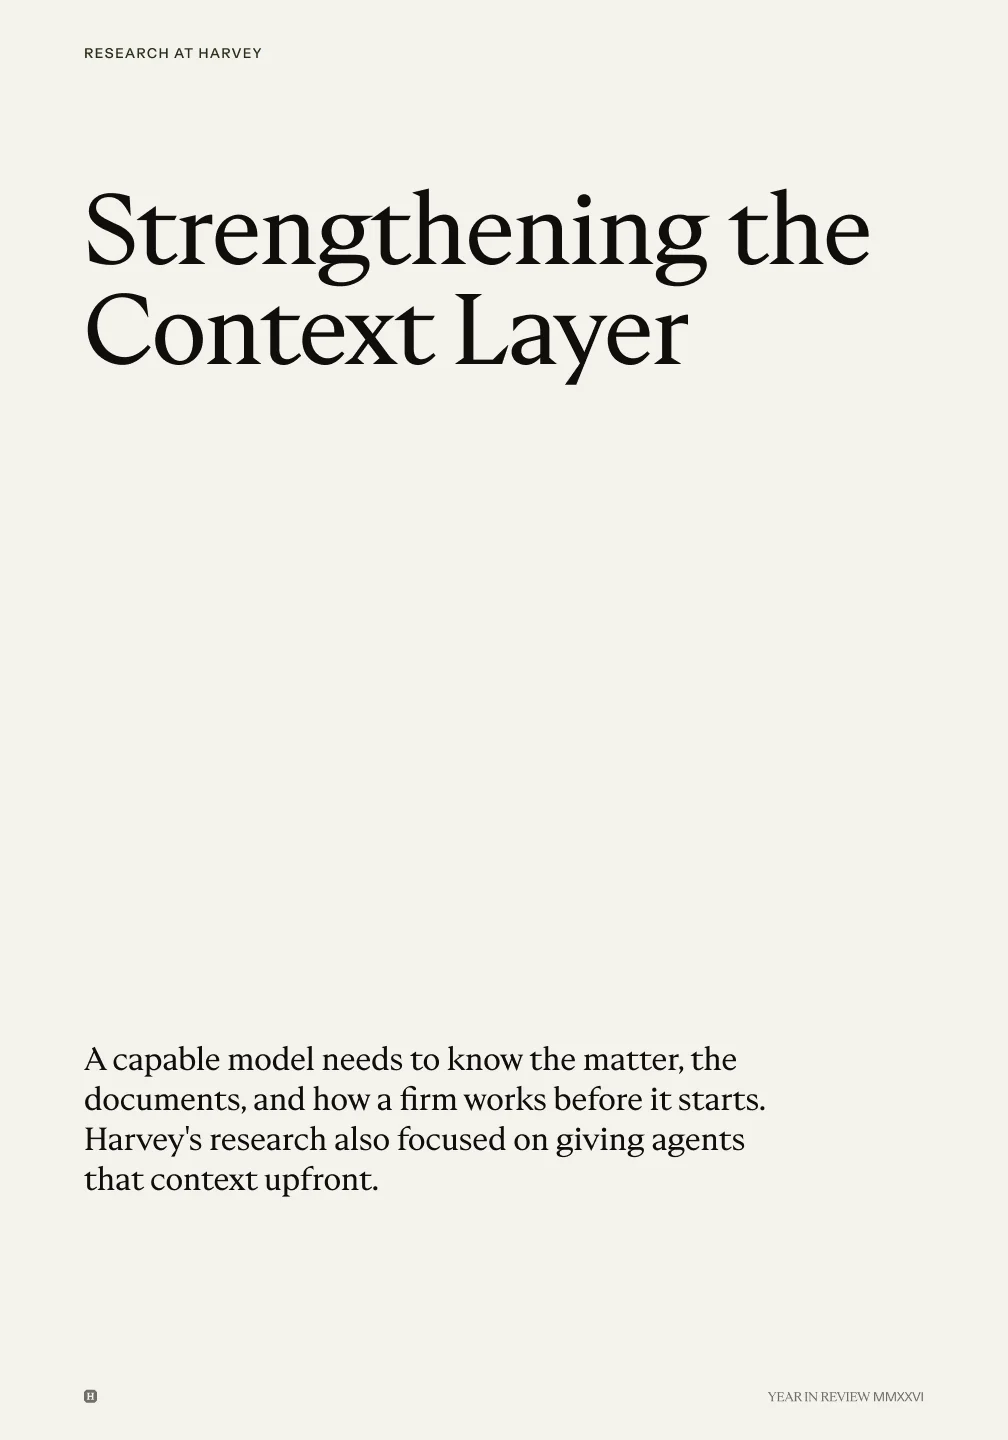 RESEARCH AT HARVEY
Strengthening the
Context Layer
A capable model needs to know the matter, the
documents, and how a firm works before it starts.
Harvey's research also focused on giving agents
that context upfront.
H
YEAR IN REVIEW MMXXVI